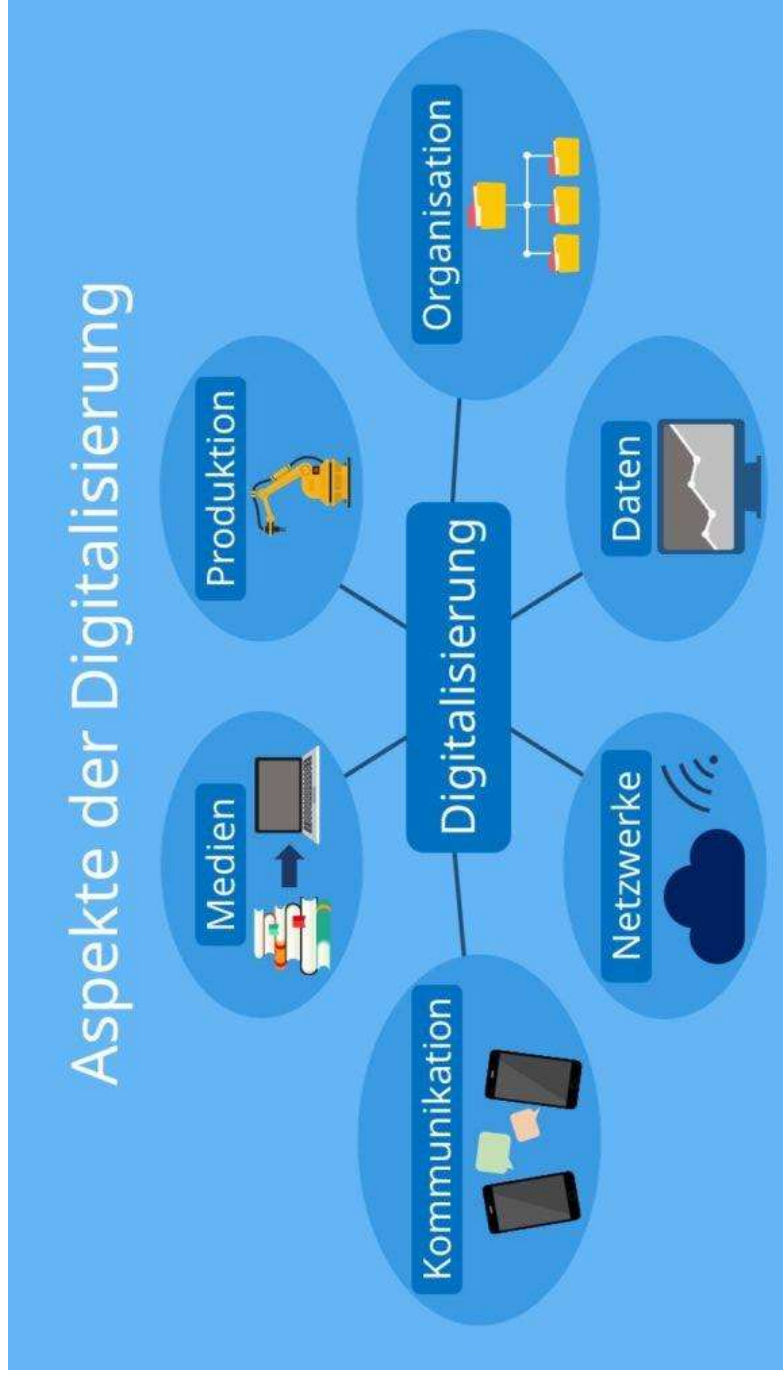 Aspekte der Digitalisierung
Medien
Produktion
Kommunikation
Digitalisierung
Organisation
Netzwerke
Daten